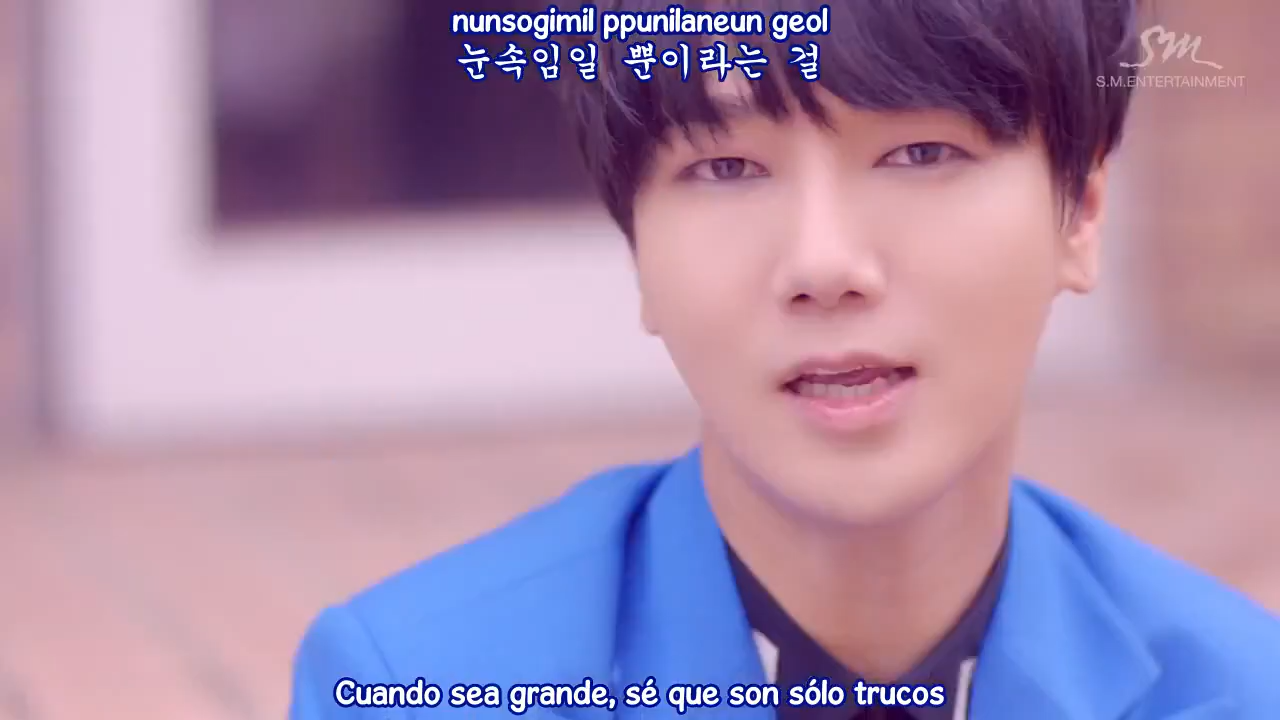 nunsogimil ppunilaneun geol
눈속임일 뿐이라는 걸
SM
S.M.ENTERTAINMENT
Cuando sea grande, sé que son sólo trucos